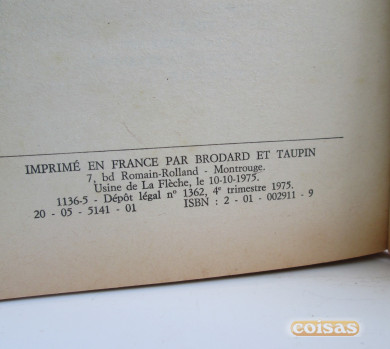 IMPRIMÉ EN FRANCE PAR BRODARD ET TAUPIN
7, bd Romain-Rolland - Montrouge.
Usine de La Flèche, le 10-10-1975.
1136-5 - Dépôt légal n° 1362, 4e trimestre 1975.
20 - 05 - 5141 - 01 ISBN : 2 - 01 - 002911 - 9
coisas